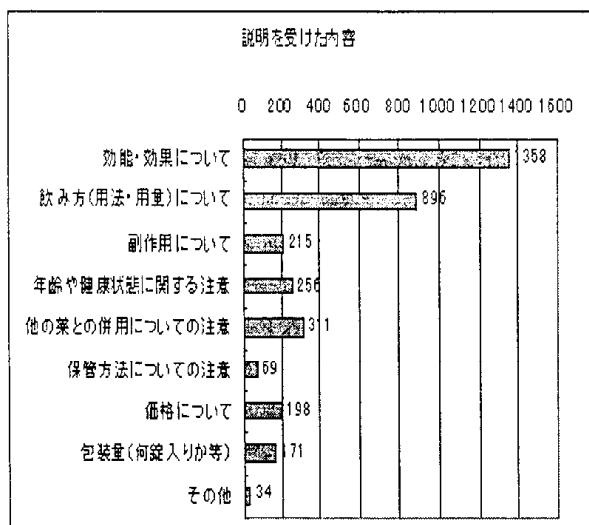 説明を受けた内容
0 200 400 600 800 1000 1200 1400 1600
効能・効果について 1358
飲み方(用法・用量)について 896
副作用について 215
年齢や健康状態に関する注意 256
他の薬との併用についての注意 311
保管方法についての注意 69
価格について 198
包装量(何錠入りか等) 171
その他 34